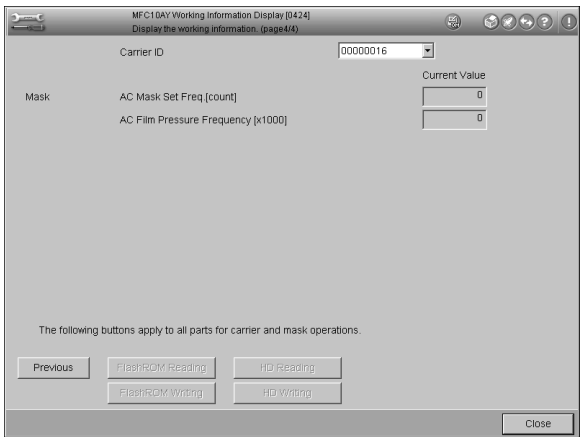 MFC10AY Working Information Display [0424]
Display the working information. (page4/4)
Carrier ID 00000016
Current Value
Mask AC Mask Set Freq.[count] 0
AC Film Pressure Frequency [x1000] 0
The following buttons apply to all parts for carrier and mask operations.
Previous FlashROM Reading HD Reading
FlashROM Writing HD Writing
Close